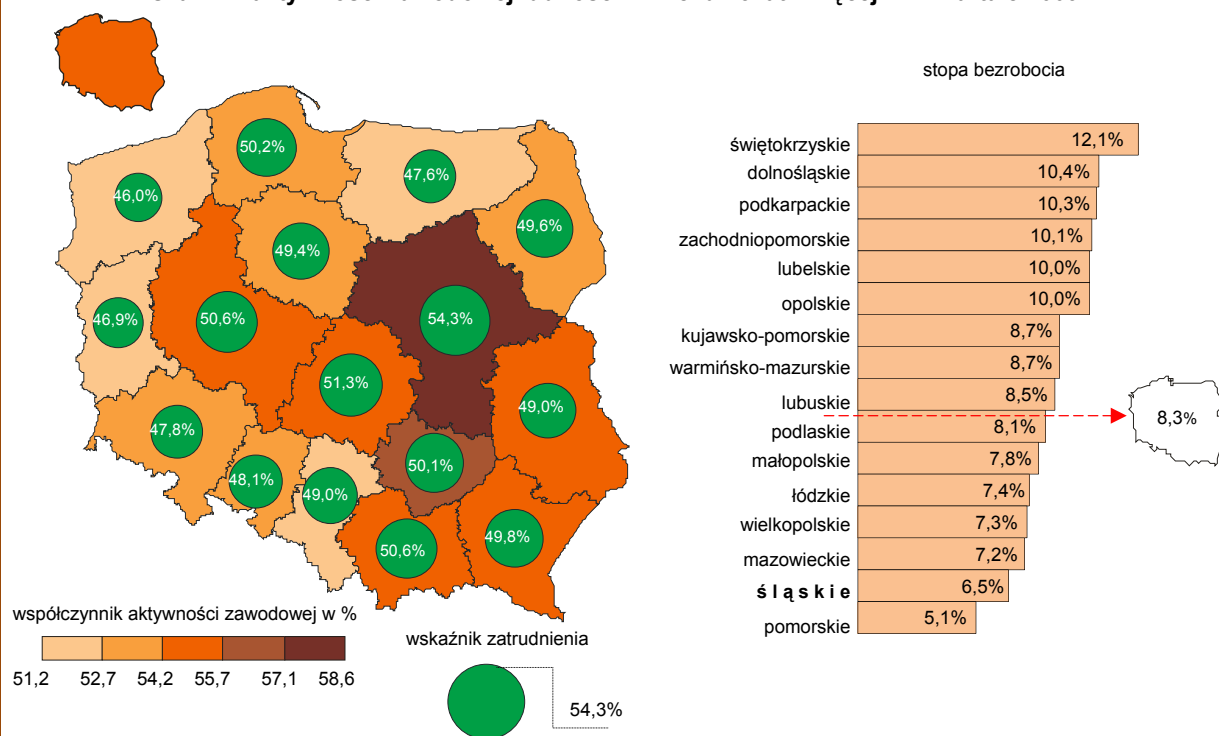 stopa bezrobocia
50,2%
47,6%
46,0%
49,6%
49,4%
46,9%
50,6%
54,3%
51,3%
49,0%
47,8%
50,1%
48,1%
49,0%
50,6%
49,8%
współczynnik aktywności zawodowej w %
51,2 52,7 54,2 55,7 57,1 58,6
wskaźnik zatrudnienia
54,3%
świętokrzyskie 12,1%
dolnośląskie 10,4%
podkarpackie 10,3%
zachodniopomorskie 10,1%
lubelskie 10,0%
opolskie 10,0%
kujawsko-pomorskie 8,7%
warmińsko-mazurskie 8,7%
lubuskie 8,5%
8,3%
podlaskie 8,1%
małopolskie 7,8%
łódzkie 7,4%
wielkopolskie 7,3%
mazowieckie 7,2%
śląskie 6,5%
pomorskie 5,1%